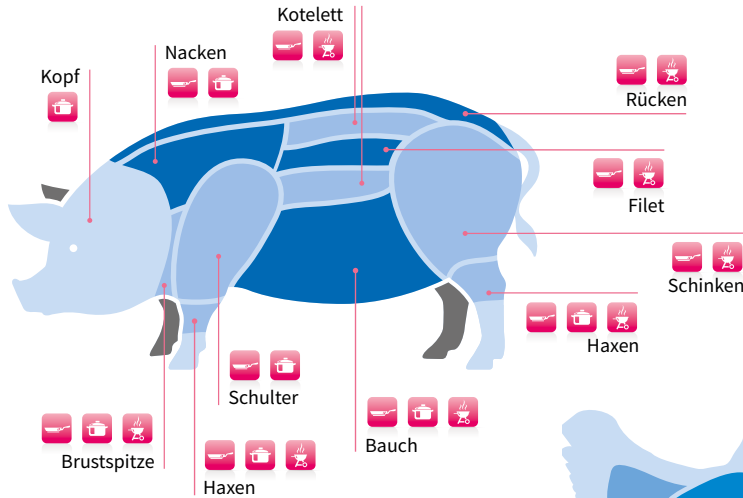 Kotelett
Nacken
Kopf
Rücken
Filet
Schinken
Haxen
Schulter
Bauch
Brustspitze
Haxen